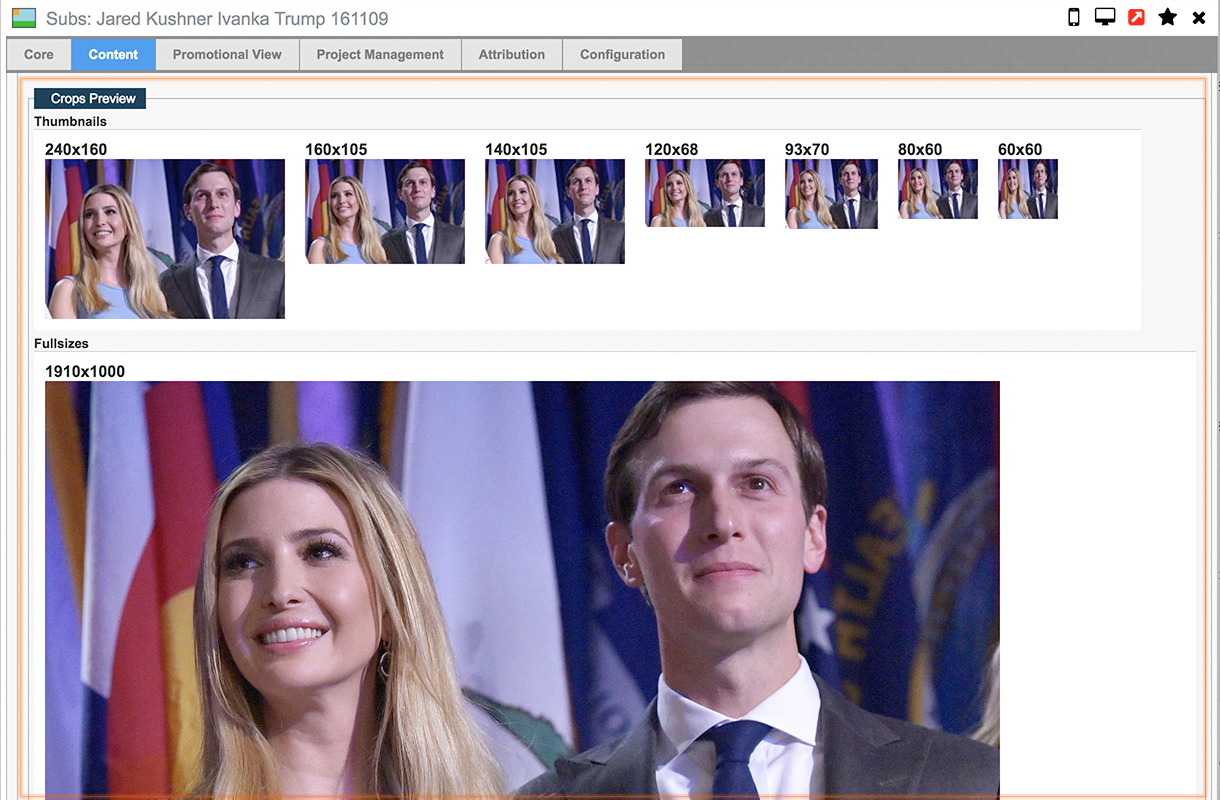 Subs: Jared Kushner Ivanka Trump 161109
Core Content Promotional View Project Management Attribution Configuration
Crops Preview
Thumbnails
240x160 160x105 140x105 120x68 93x70 80x60 60x60
Fullsizes
1910x1000